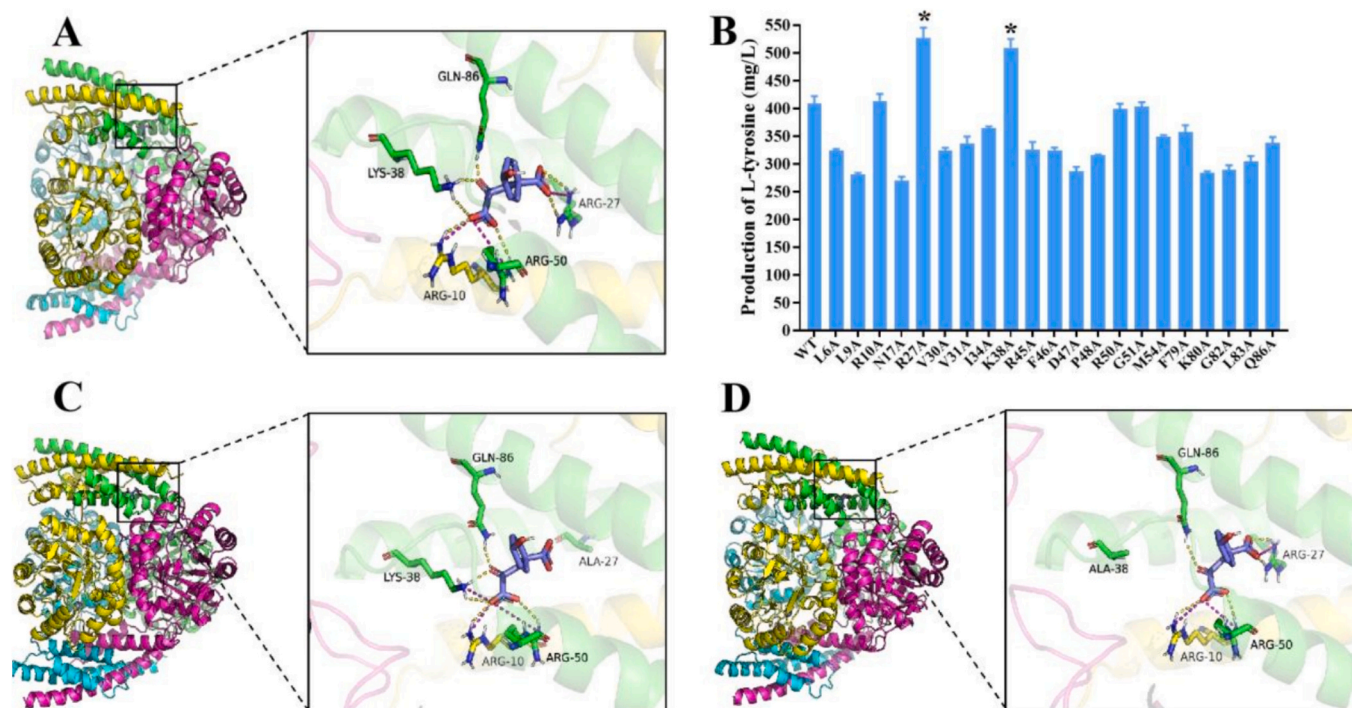 A
GLN-86
LYS-38
ARG-27
ARG-50
ARG-10
B
Production of L-tyrosine (mg/L)
550
500
450
400
350
300
250
200
150
100
50
0
*
*
WT
L6A
L9A
R10A
N17A
R27A
V30A
V31A
I34A
K38A
R45A
F46A
D47A
P48A
R50A
G51A
M54A
F79A
K80A
G82A
L83A
Q86A
C
GLN-86
ALA-27
LYS-38
ARG-10
ARG-50
D
GLN-86
ALA-38
ARG-27
ARG-10
ARG-50